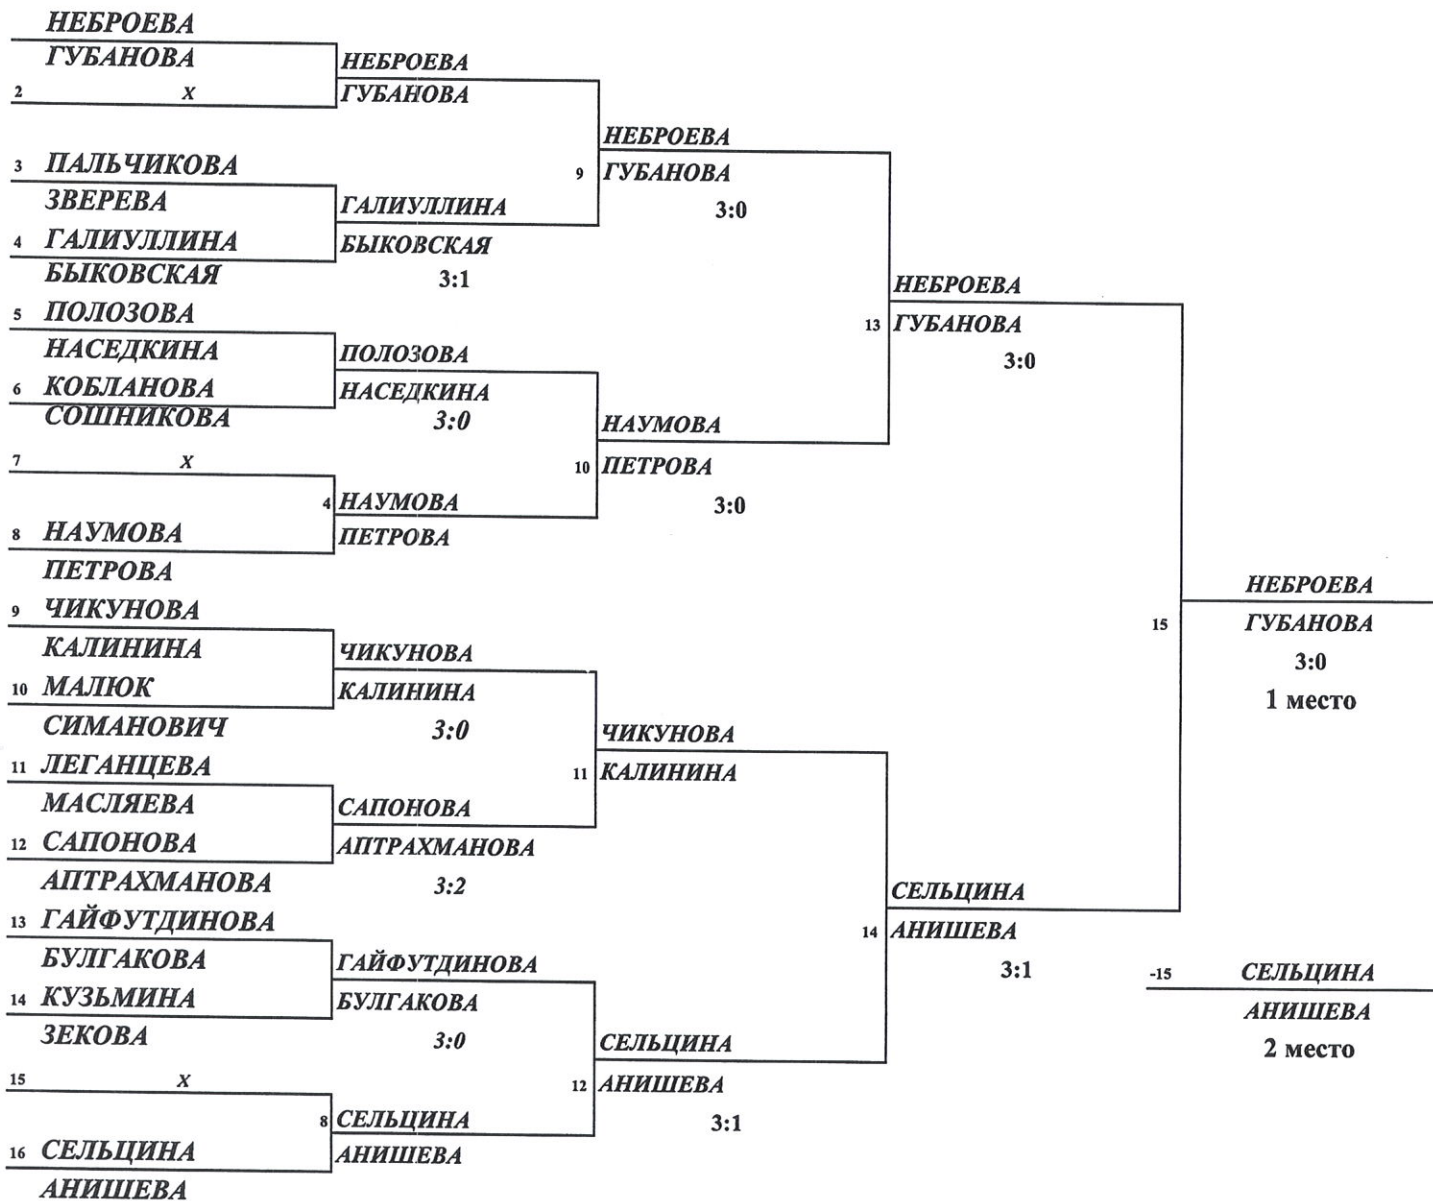 НЕБРОЕВА
ГУБАНОВА
2 X
3 ПАЛЬЧИКОВА
ЗВЕРЕВА
4 ГАЛИУЛЛИНА
БЫКОВСКАЯ
5 ПОЛОЗОВА
НАСЕДКИНА
6 КОБЛАНОВА
СОШНИКОВА
7 X
8 НАУМОВА
ПЕТРОВА
9 ЧИКУНОВА
КАЛИНИНА
10 МАЛЮК
СИМАНОВИЧ
11 ЛЕГАНЦЕВА
МАСЛЯЕВА
12 САПОНОВА
АПТРАХМАНОВА
13 ГАЙФУТДИНОВА
БУЛГАКОВА
14 КУЗЬМИНА
ЗЕКОВА
15 X
16 СЕЛЬЦИНА
АНИШЕВА
НЕБРОЕВА
ГУБАНОВА
ГАЛИУЛЛИНА
БЫКОВСКАЯ
3:1
ПОЛОЗОВА
НАСЕДКИНА
3:0
4 НАУМОВА
ПЕТРОВА
ЧИКУНОВА
КАЛИНИНА
3:0
САПОНОВА
АПТРАХМАНОВА
3:2
ГАЙФУТДИНОВА
БУЛГАКОВА
3:0
8 СЕЛЬЦИНА
АНИШЕВА
НЕБРОЕВА
9 ГУБАНОВА
3:0
НАУМОВА
10 ПЕТРОВА
3:0
ЧИКУНОВА
11 КАЛИНИНА
СЕЛЬЦИНА
12 АНИШЕВА
3:1
НЕБРОЕВА
13 ГУБАНОВА
3:0
СЕЛЬЦИНА
14 АНИШЕВА
3:1
НЕБРОЕВА
15 ГУБАНОВА
3:0
1 место
-15 СЕЛЬЦИНА
АНИШЕВА
2 место